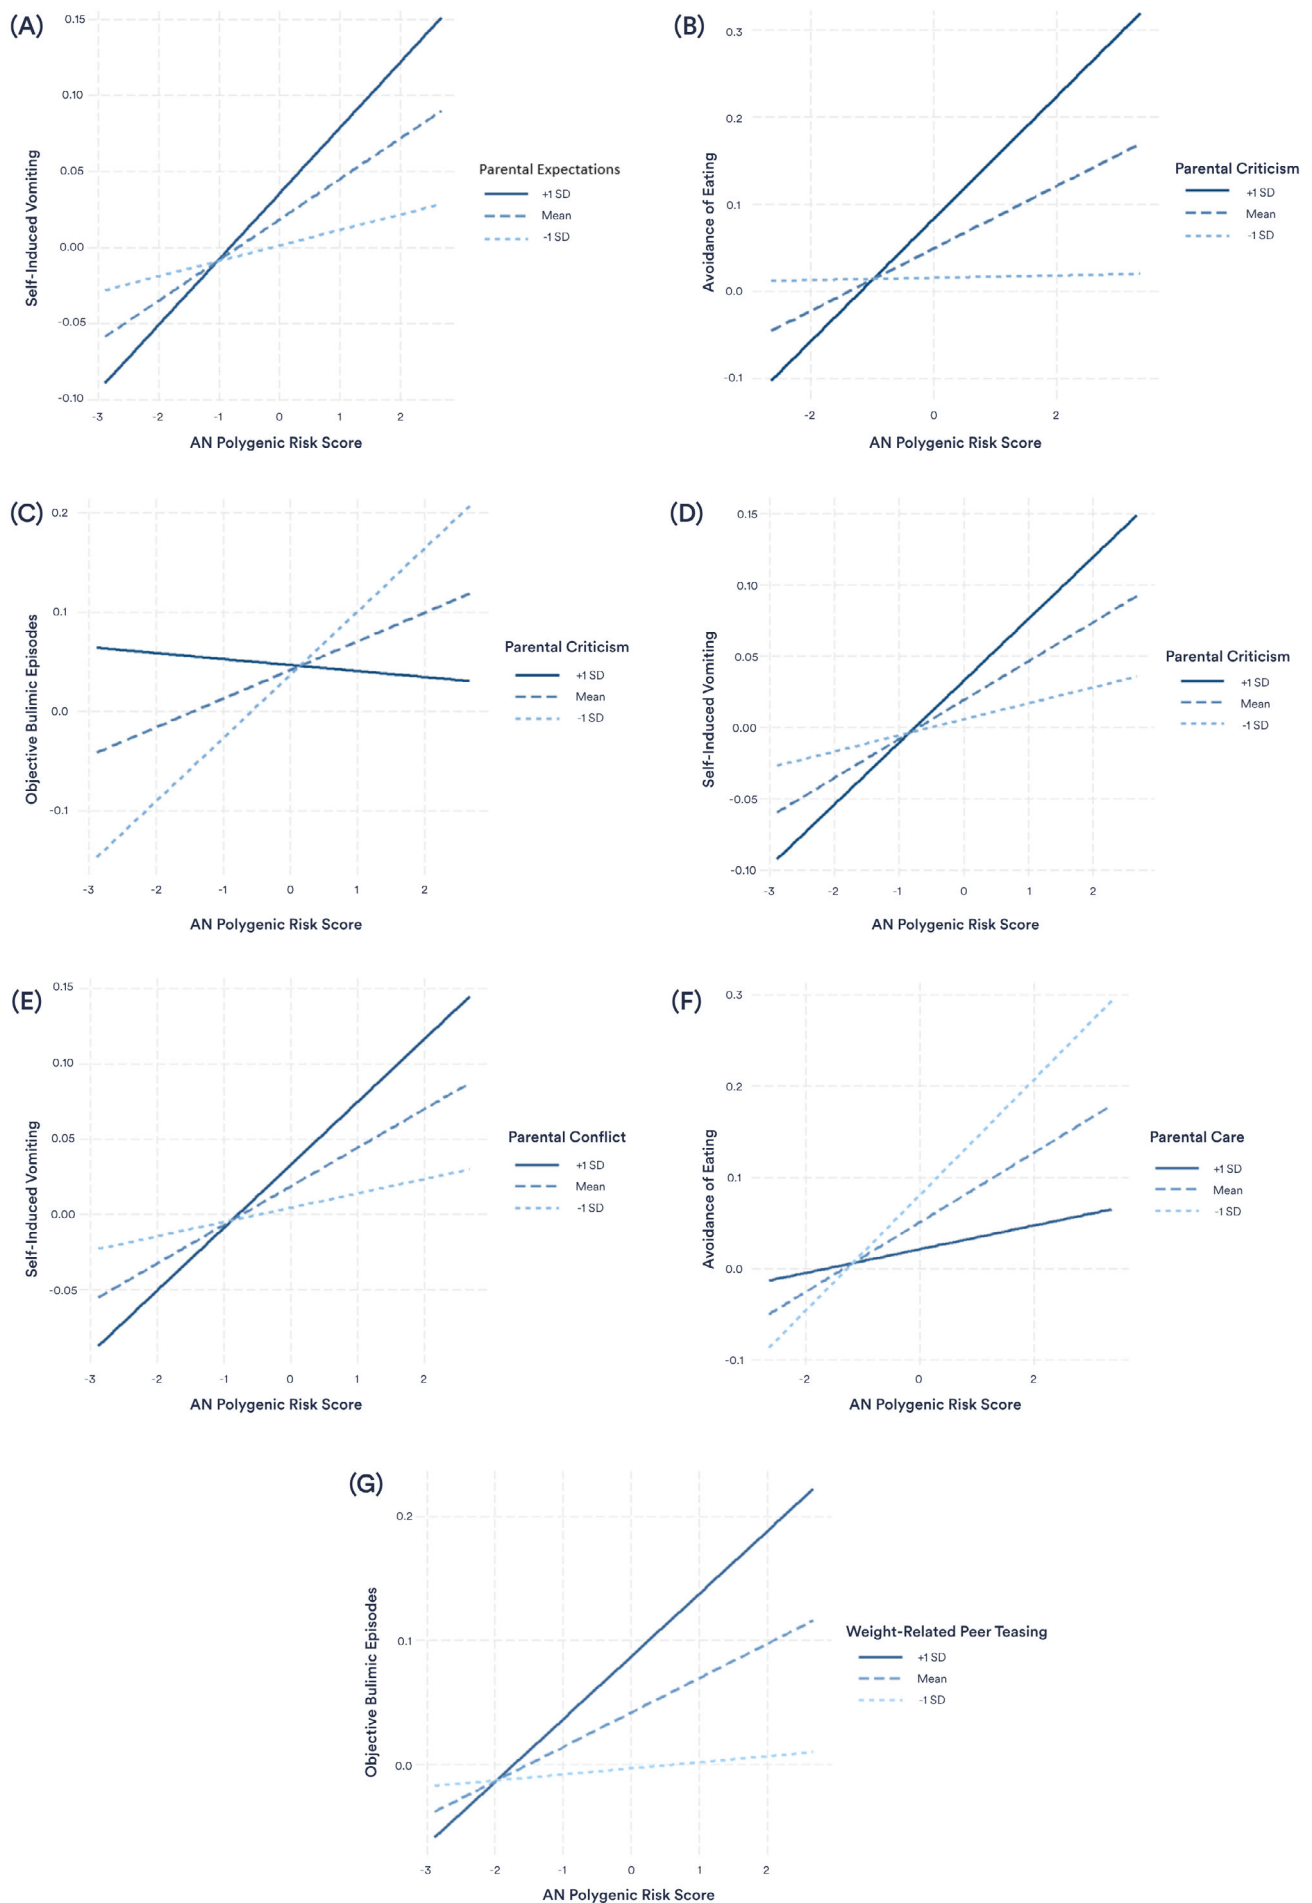 (A)
0.15
0.10
0.05
0.00
-0.05
-0.10
Self-Induced Vomiting
-3 -2 -1 0 1 2
AN Polygenic Risk Score
Parental Expectations
+1 SD
Mean
-1 SD
(B)
0.3
0.2
0.1
0.0
-0.1
Avoidance of Eating
-2 0 2
AN Polygenic Risk Score
Parental Criticism
+1 SD
Mean
-1 SD
(C)
0.2
0.1
0.0
-0.1
Objective Bulimic Episodes
-3 -2 -1 0 1 2
AN Polygenic Risk Score
Parental Criticism
+1 SD
Mean
-1 SD
(D)
0.15
0.10
0.05
0.00
-0.05
-0.10
Self-Induced Vomiting
-3 -2 -1 0 1 2
AN Polygenic Risk Score
Parental Criticism
+1 SD
Mean
-1 SD
(E)
0.15
0.10
0.05
0.00
-0.05
Self-Induced Vomiting
-3 -2 -1 0 1 2
AN Polygenic Risk Score
Parental Conflict
+1 SD
Mean
-1 SD
(F)
0.3
0.2
0.1
0.0
-0.1
Avoidance of Eating
-2 0 2
AN Polygenic Risk Score
Parental Care
+1 SD
Mean
-1 SD
(G)
0.2
0.1
0.0
Objective Bulimic Episodes
-3 -2 -1 0 1 2
AN Polygenic Risk Score
Weight-Related Peer Teasing
+1 SD
Mean
-1 SD